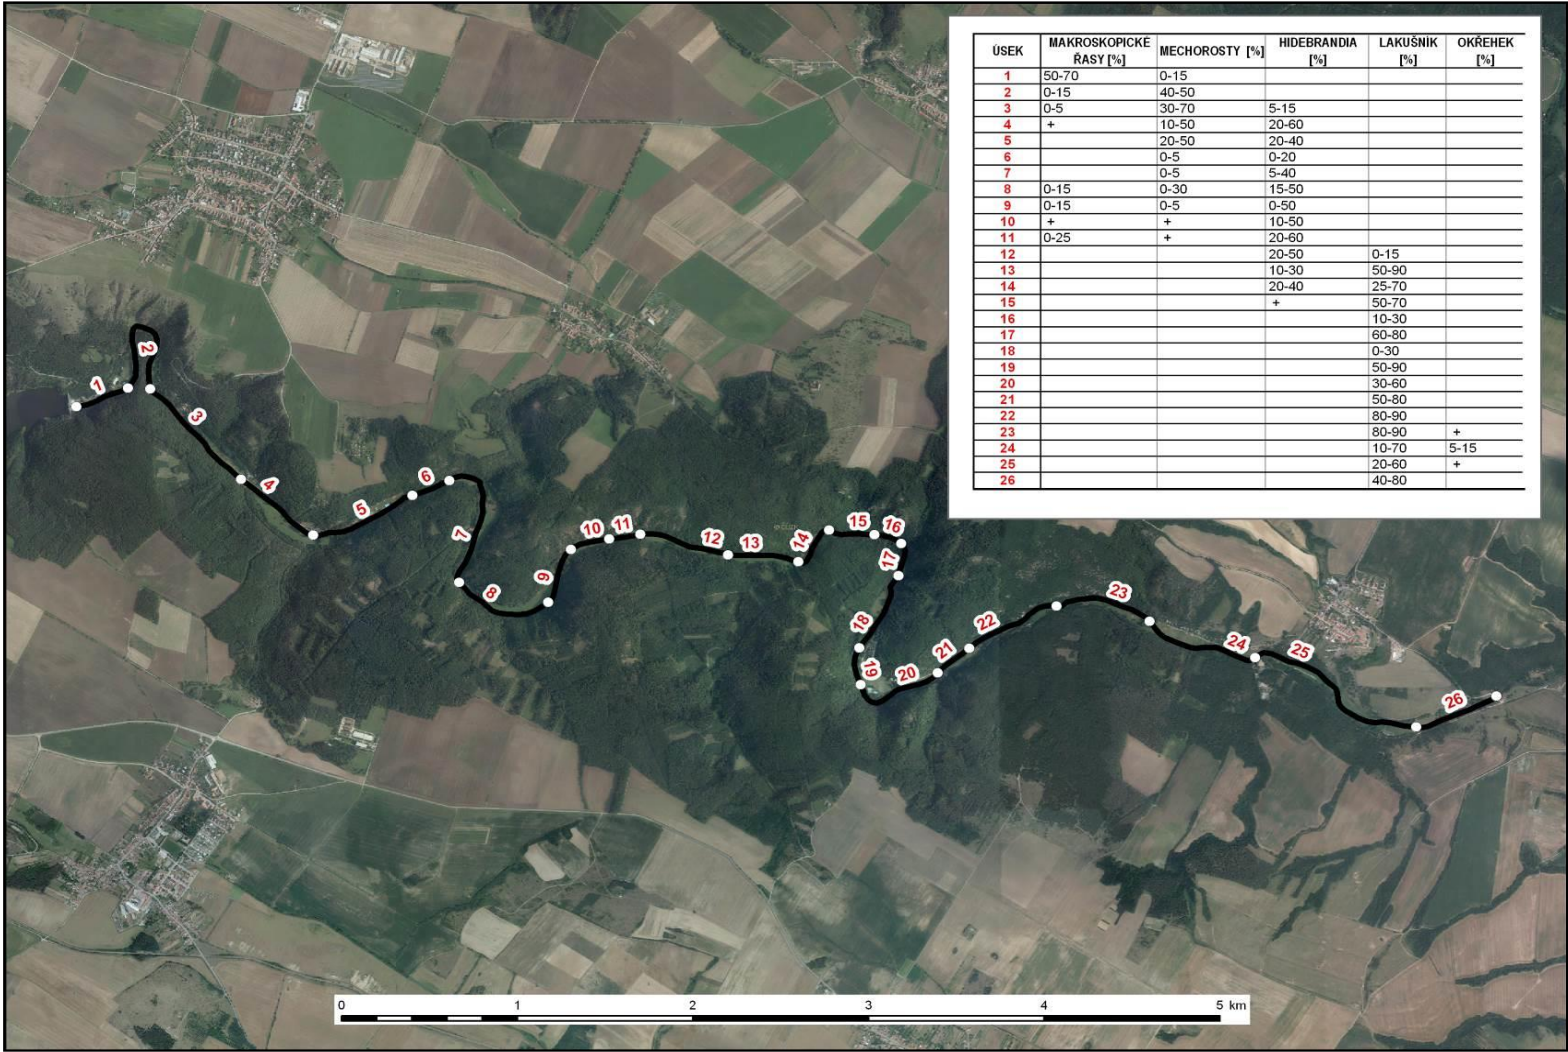 ÚSEK MAKROSKOPICKÉ ŘASY [%] MECHOROSTY [%] HIDEBRANDIA [%] LAKUŠNÍK [%] OKŘEHEK [%]
1 50-70 0-15
2 0-15 40-50
3 0-5 30-70 5-15
4 + 10-50 20-60
5 20-50 20-40
6 0-5 0-20
7 0-5 5-40
8 0-15 0-30 15-50
9 0-15 0-5 0-50
10 + + 10-50
11 0-25 + 20-60
12 20-50 0-15
13 10-30 50-90
14 20-40 25-70
15 + 50-70
16 10-30
17 60-80
18 0-30
19 50-90
20 30-60
21 50-80
22 80-90
23 80-90 +
24 10-70 5-15
25 20-60 +
26 40-80
1
2
3
4
5
6
7
8
9
10
11
12
13
14
15
16
17
18
19
20
21
22
23
24
25
26
0 1 2 3 4 5 km